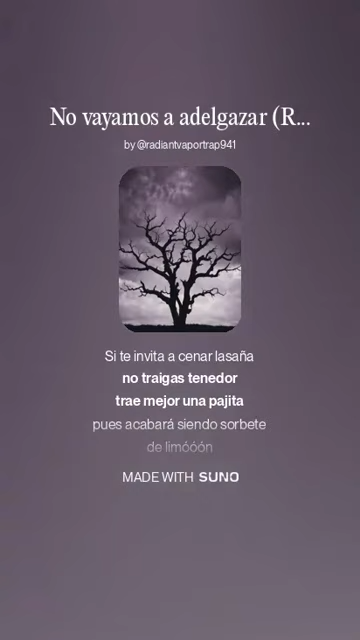 No vayamos a adelgazar (R...
by @radiantvaportrap941
Si te invita a cenar lasaña
no traigas tenedor
trae mejor una pajita
pues acabará siendo sorbete
de limóóón
MADE WITH SUNO